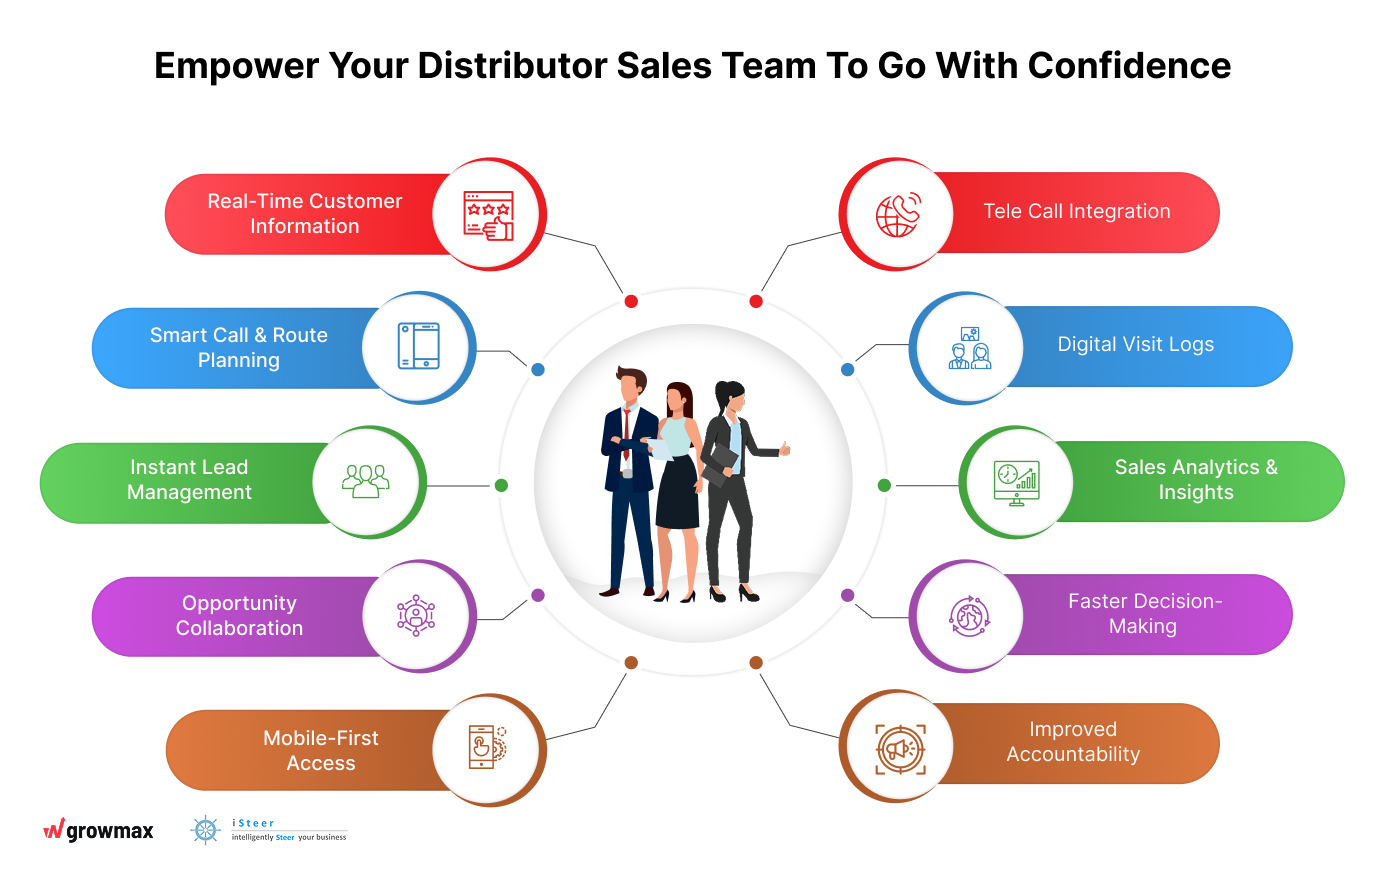 Empower Your Distributor Sales Team To Go With Confidence
Real-Time Customer
Information
Smart Call & Route
Planning
Instant Lead
Management
Opportunity
Collaboration
Mobile-First
Access
Tele Call Integration
Digital Visit Logs
Sales Analytics &
Insights
Faster Decision-
Making
Improved
Accountability
growmax
iSteer
intelligently Steer your business